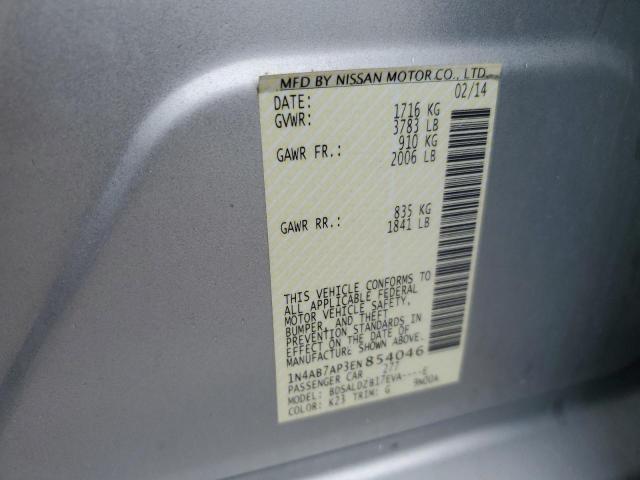 MFD BY NISSAN MOTOR CO., LTD.
DATE: 02/14
GVWR: 1716 KG
3783 LB
GAWR FR.: 910 KG
2006 LB
GAWR RR.: 835 KG
1841 LB
THIS VEHICLE CONFORMS TO
ALL APPLICABLE FEDERAL
MOTOR VEHICLE SAFETY,
BUMPER, AND THEFT
PREVENTION STANDARDS IN
EFFECT ON THE DATE OF
MANUFACTURE SHOWN ABOVE.
1N4AB7AP3EN854046
PASSENGER CAR 277
MODEL: BDSALDZB17EVA----E
COLOR: K23 TRIM: G 9N00A